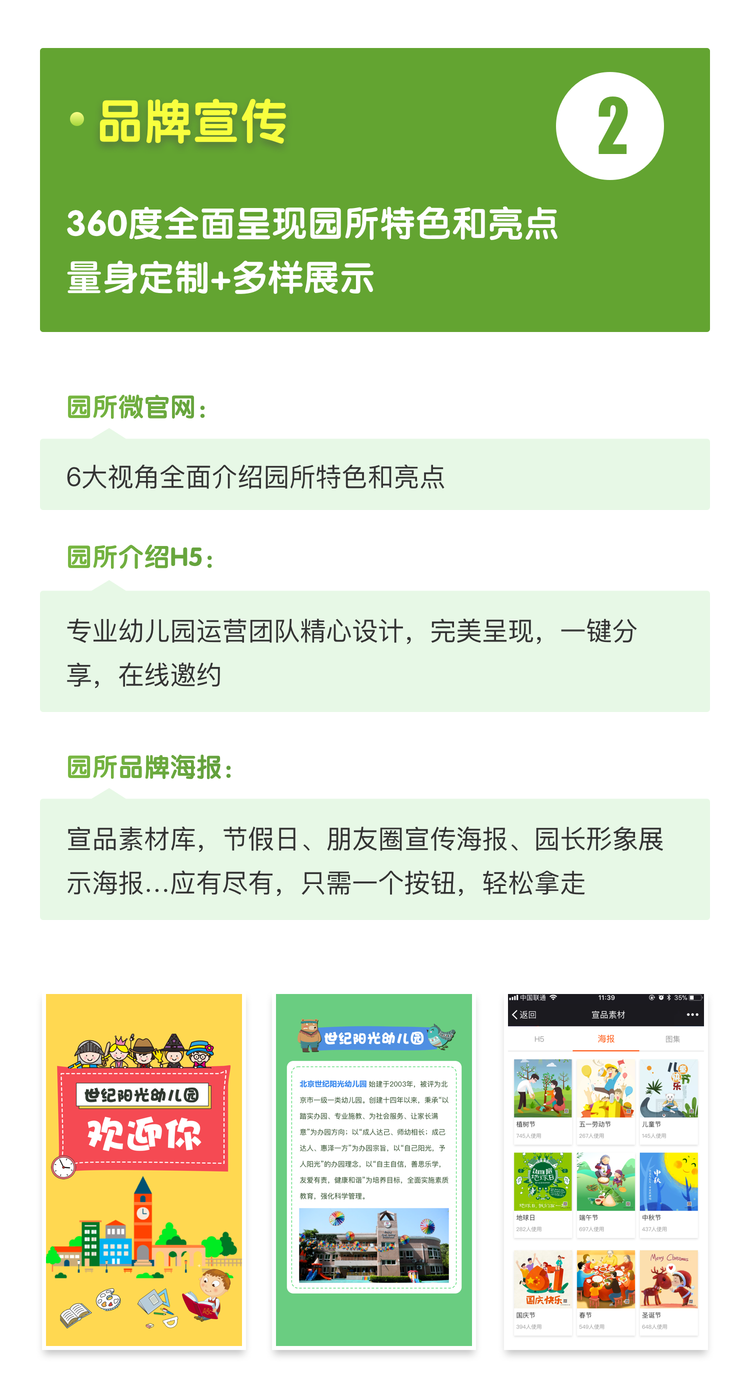 品牌宣传
2
360度全面呈现园所特色和亮点
量身定制+多样展示
园所微官网：
6大视角全面介绍园所特色和亮点
园所介绍H5：
专业幼儿园运营团队精心设计，完美呈现，一键分
享，在线邀约
园所品牌海报：
宣品素材库，节假日、朋友圈宣传海报、园长形象展
示海报...应有尽有，只需一个按钮，轻松拿走
世纪阳光幼儿园
欢迎你
世纪阳光幼儿园
北京世纪阳光幼儿园 始建于2003年，被评为北
京市一级一类幼儿园。创建十四年以来，秉承“以
踏实办园、专业施教、为社会服务、让家长满
意”为办园方向；以“成人达己、师幼相长；成己
达人、惠泽一方”为办园宗旨，以“自己阳光、予
人阳光”的办园理念，以“自主自信、善思乐学、
友爱有责、健康和谐”为培养目标，全面实施素质
教育，强化科学管理。
中国联通 11:39 35%
返回 宣品素材
H5 海报 图集
儿童节快乐
植树节 五一劳动节 儿童节
745人使用 267人使用 145人使用
地球日
中秋
地球日 端午节 中秋节
282人使用 697人使用 437人使用
国庆快乐
Merry Christmas
国庆节 春节 圣诞节
394人使用 548人使用 648人使用